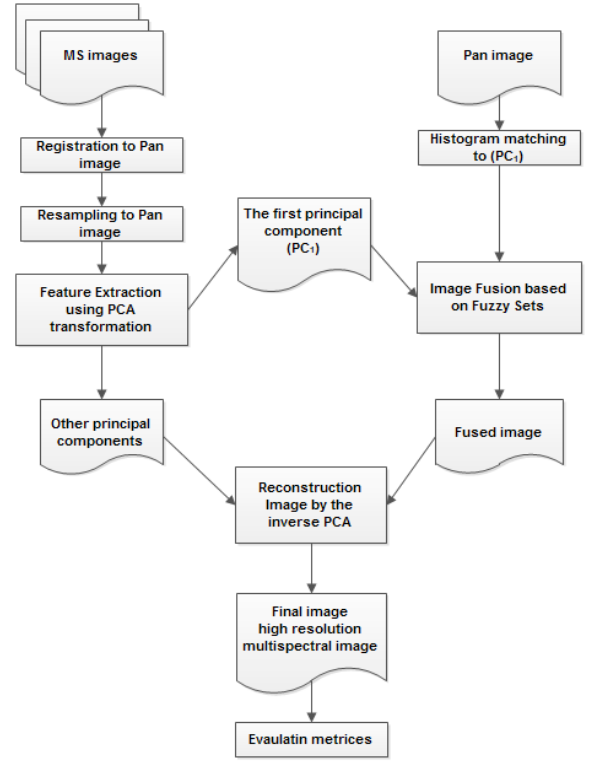 MS images
Pan image
Registration to Pan
image
Histogram matching
to (PC₁)
Resampling to Pan
image
The first principal
component
(PC₁)
Feature Extraction
using PCA
transformation
Image Fusion based
on Fuzzy Sets
Other principal
components
Fused image
Reconstruction
Image by the
inverse PCA
Final image
high resolution
multispectral image
Evaulatin metrices